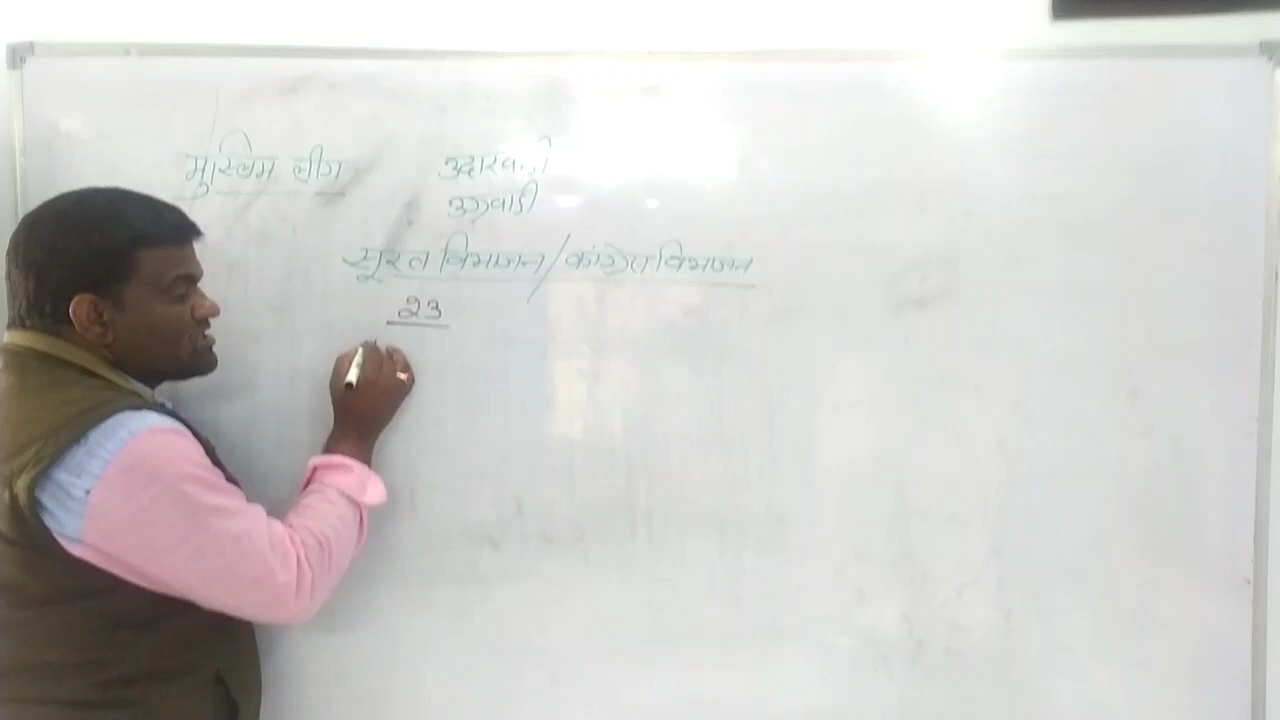 मुस्लिम लीग
उदारवादी
उग्रवादी
सूरत विभाजन/कांग्रेस विभाजन
23